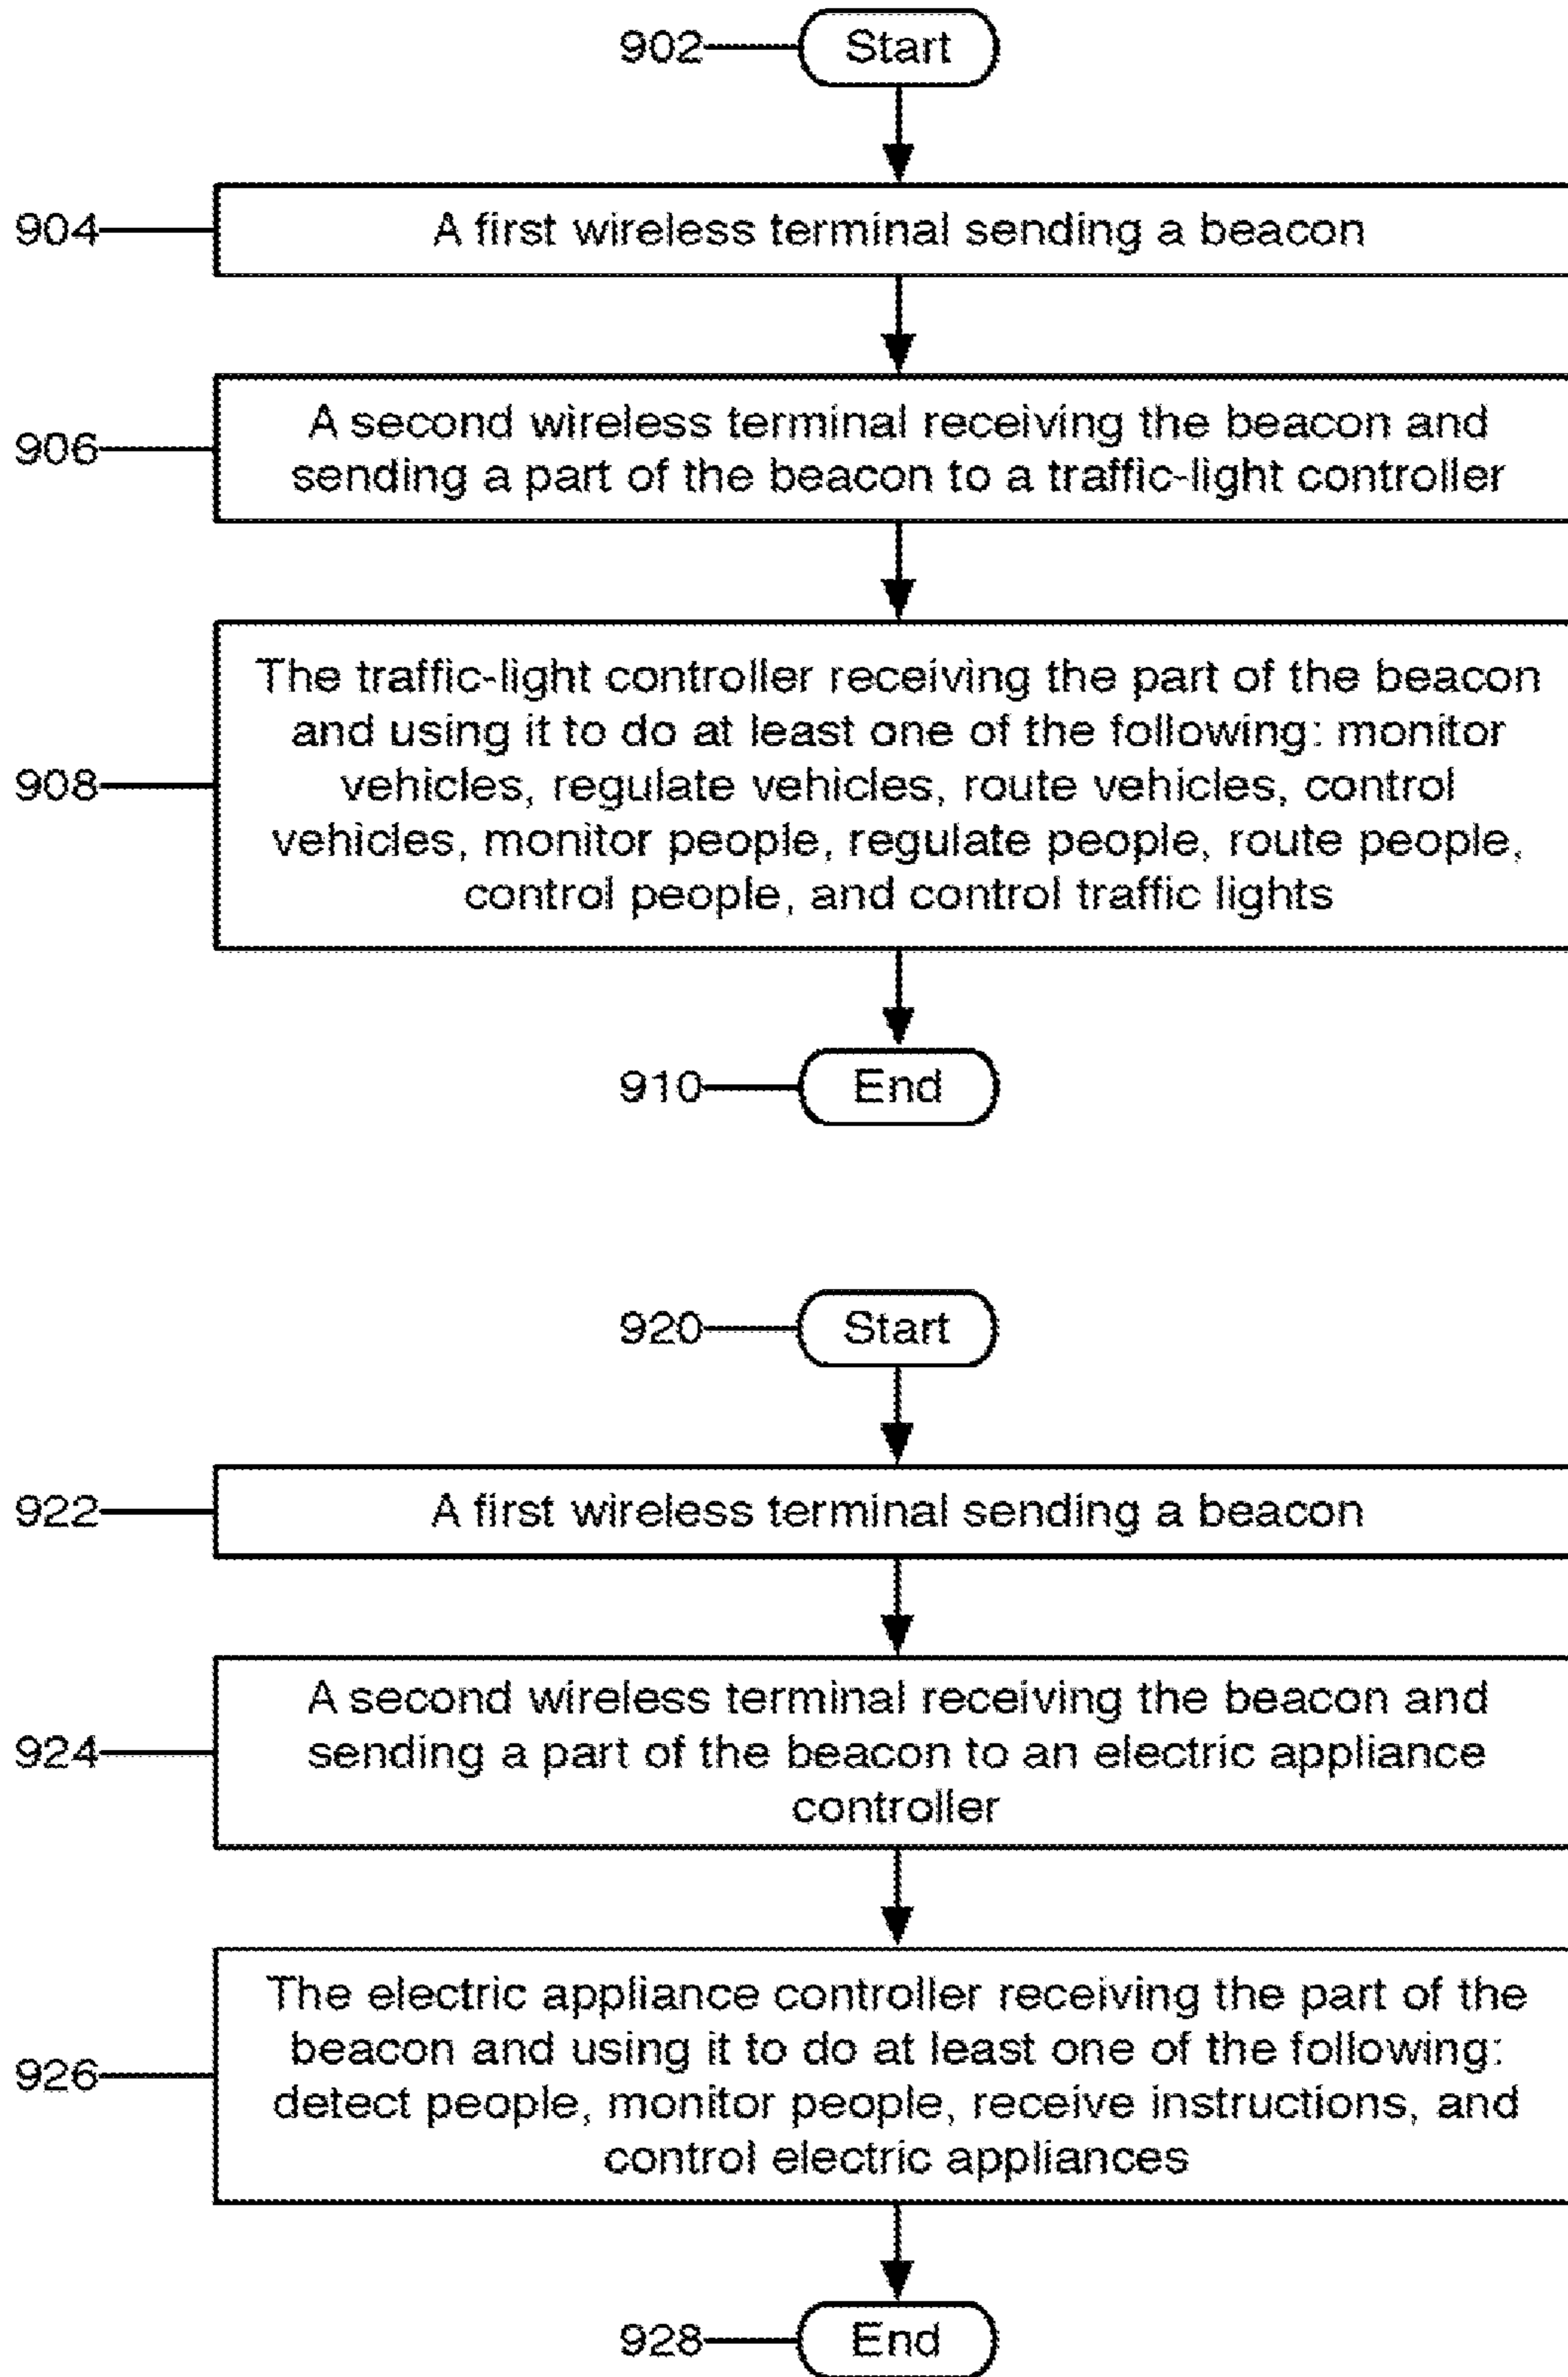 902 Start
904 A first wireless terminal sending a beacon
A second wireless terminal receiving the beacon and
906 sending a part of the beacon to a traffic-light controller
The traffic-light controller receiving the part of the beacon
and using it to do at least one of the following: monitor
908 vehicles, regulate vehicles, route vehicles, control
vehicles, monitor people, regulate people, route people,
control people, and control traffic lights
910 End
920 Start
922 A first wireless terminal sending a beacon
A second wireless terminal receiving the beacon and
924 sending a part of the beacon to an electric appliance
controller
The electric appliance controller receiving the part of the
beacon and using it to do at least one of the following:
926 detect people, monitor people, receive instructions, and
control electric appliances
928 End